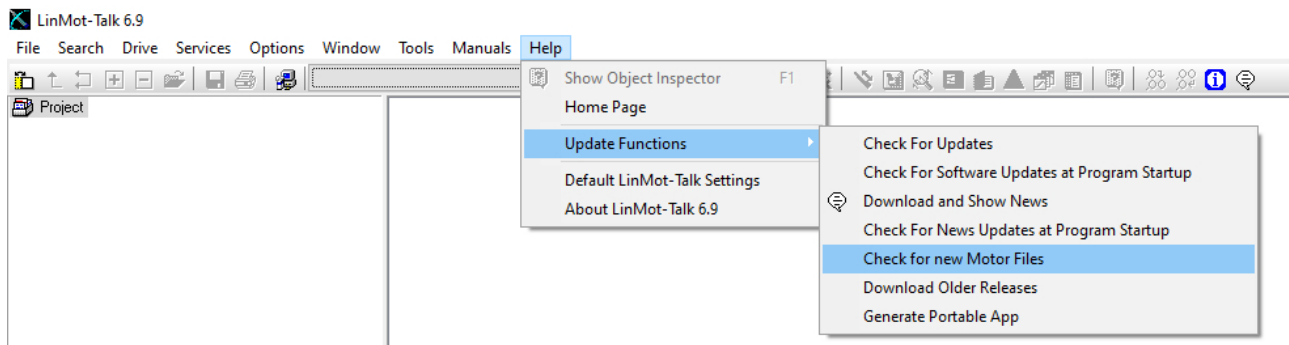 LinMot-Talk 6.9
File Search Drive Services Options Window Tools Manuals Help
Show Object Inspector F1
Project
Home Page
Update Functions
Check For Updates
Check For Software Updates at Program Startup
Default LinMot-Talk Settings
Download and Show News
About LinMot-Talk 6.9
Check For News Updates at Program Startup
Check for new Motor Files
Download Older Releases
Generate Portable App